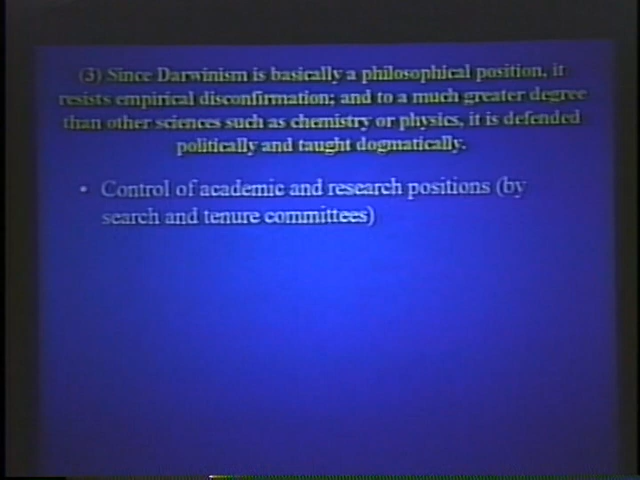 (3) Since Darwinism is basically a philosophical position, it
resists empirical disconfirmation; and to a much greater degree
than other sciences such as chemistry or physics, it is defended
politically and taught dogmatically.
• Control of academic and research positions (by
search and tenure committees)